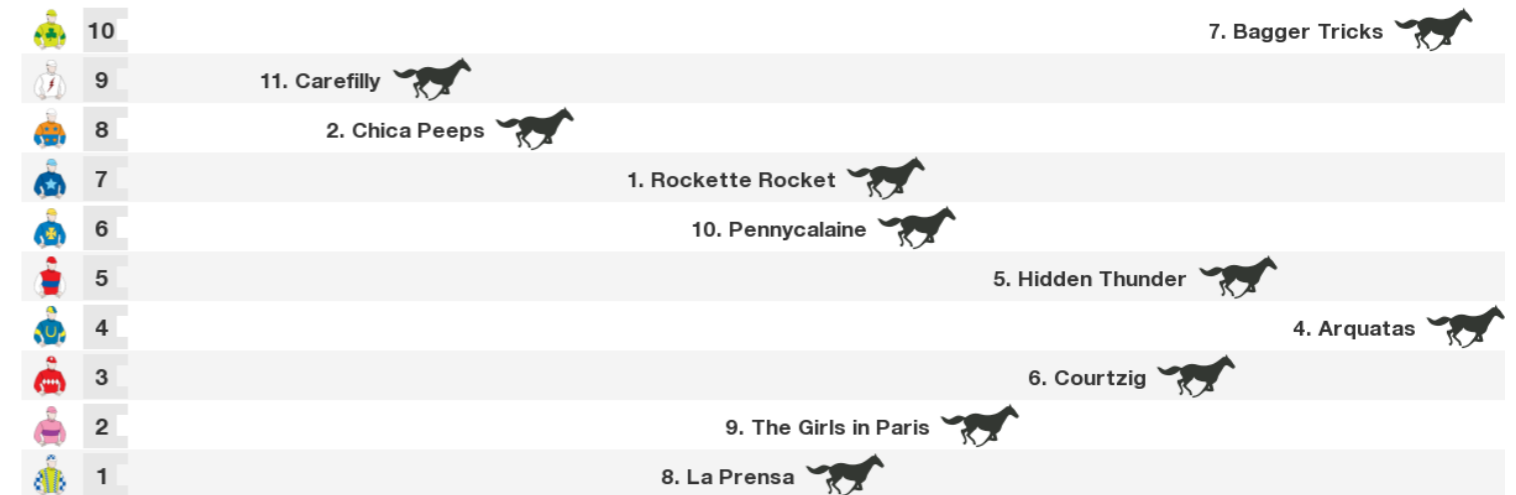 10 7. Bagger Tricks
9 11. Carefilly
8 2. Chica Peeps
7 1. Rockette Rocket
6 10. Pennycalaine
5 5. Hidden Thunder
4 4. Arquatas
3 6. Courtzig
2 9. The Girls in Paris
1 8. La Prensa